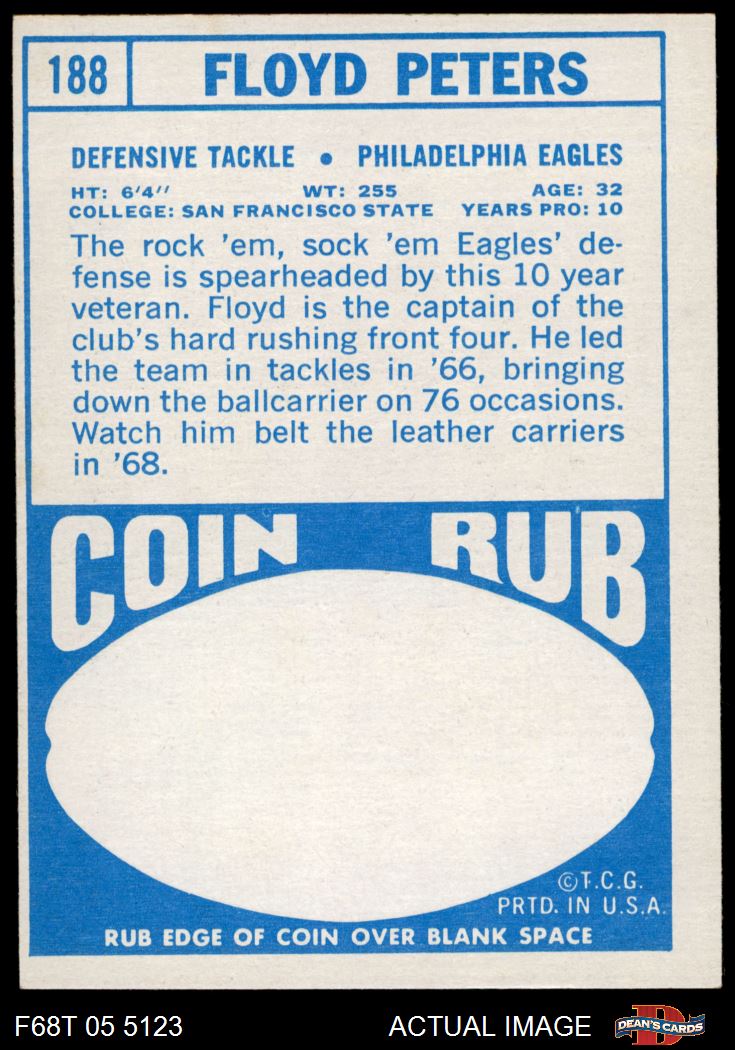 188 FLOYD PETERS
DEFENSIVE TACKLE • PHILADELPHIA EAGLES
HT: 6'4'' WT: 255 AGE: 32
COLLEGE: SAN FRANCISCO STATE YEARS PRO: 10
The rock 'em, sock 'em Eagles' de-
fense is spearheaded by this 10 year
veteran. Floyd is the captain of the
club's hard rushing front four. He led
the team in tackles in '66, bringing
down the ballcarrier on 76 occasions.
Watch him belt the leather carriers
in '68.
COIN RUB
©T.C.G.
PRTD. IN U.S.A.
RUB EDGE OF COIN OVER BLANK SPACE
F68T 05 5123 ACTUAL IMAGE D DEAN'S CARDS